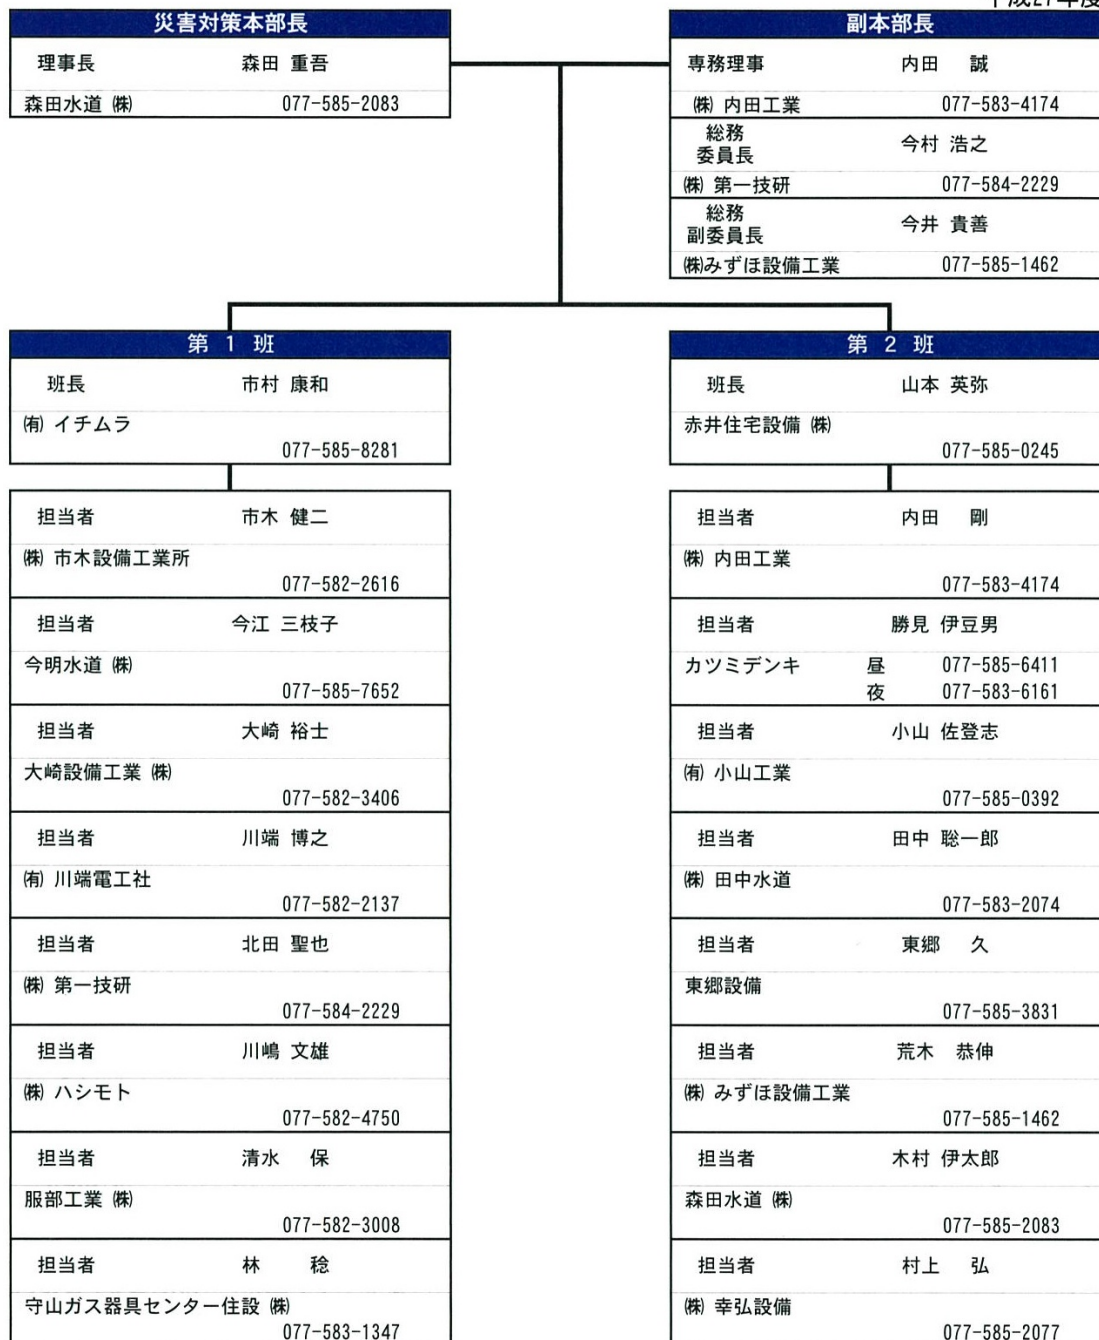 平成27年度
災害対策本部長
理事長 森田 重吾
森田水道 ㈱ 077-585-2083
副本部長
専務理事 内田 誠
㈱ 内田工業 077-583-4174
総務
委員長 今村 浩之
㈱ 第一技研 077-584-2229
総務
副委員長 今井 貴善
㈱みずほ設備工業 077-585-1462
第 1 班
班長 市村 康和
㈲ イチムラ
077-585-8281
担当者 市木 健二
㈱ 市木設備工業所
077-582-2616
担当者 今江 三枝子
今明水道 ㈱
077-585-7652
担当者 大崎 裕士
大崎設備工業 ㈱
077-582-3406
担当者 川端 博之
㈲ 川端電工社
077-582-2137
担当者 北田 聖也
㈱ 第一技研
077-584-2229
担当者 川嶋 文雄
㈱ ハシモト
077-582-4750
担当者 清水 保
服部工業 ㈱
077-582-3008
担当者 林 稔
守山ガス器具センター住設 ㈱
077-583-1347
第 2 班
班長 山本 英弥
赤井住宅設備 ㈱
077-585-0245
担当者 内田 剛
㈱ 内田工業
077-583-4174
担当者 勝見 伊豆男
カツミデンキ 昼 077-585-6411
夜 077-583-6161
担当者 小山 佐登志
㈲ 小山工業
077-585-0392
担当者 田中 聡一郎
㈱ 田中水道
077-583-2074
担当者 東郷 久
東郷設備
077-585-3831
担当者 荒木 恭伸
㈱ みずほ設備工業
077-585-1462
担当者 木村 伊太郎
森田水道 ㈱
077-585-2083
担当者 村上 弘
㈱ 幸弘設備
077-585-2077